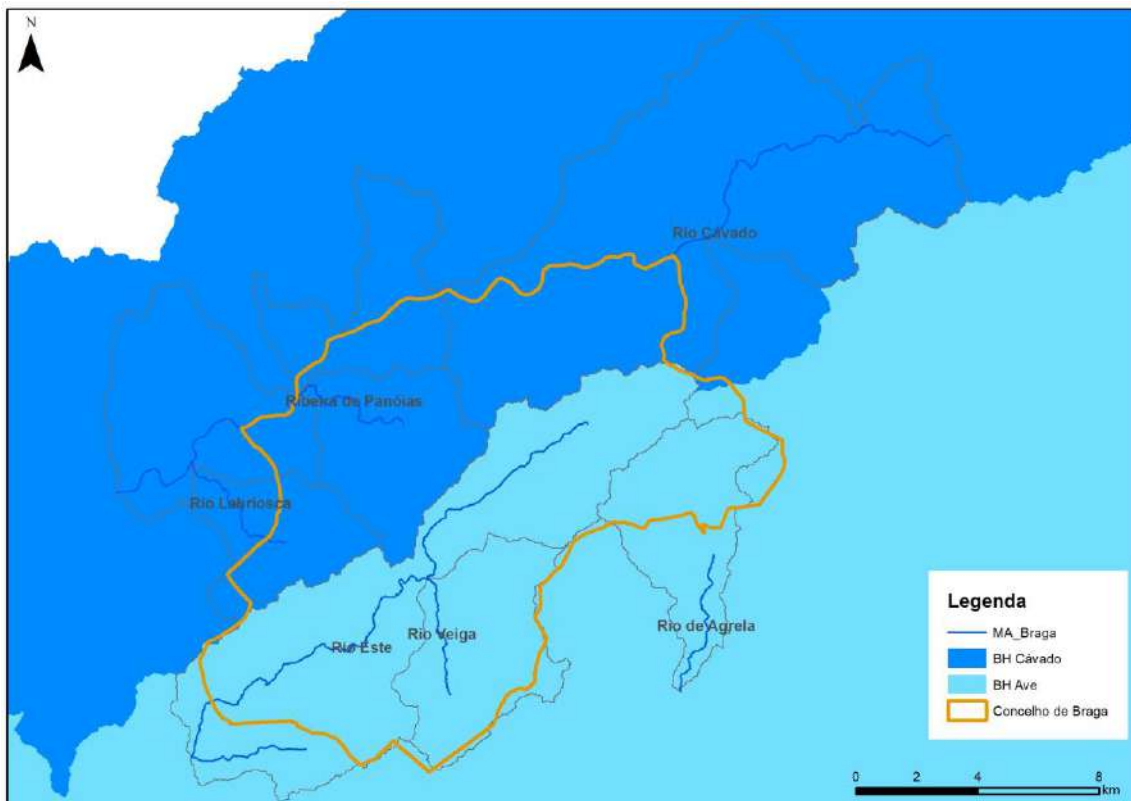 N
Rio Cávado
Ribeira de Panóias
Rio Labriosca
Rio Este
Rio Veiga
Rio de Agrela
Legenda
MA_Braga
BH Cávado
BH Ave
Concelho de Braga
0 2 4 8
km